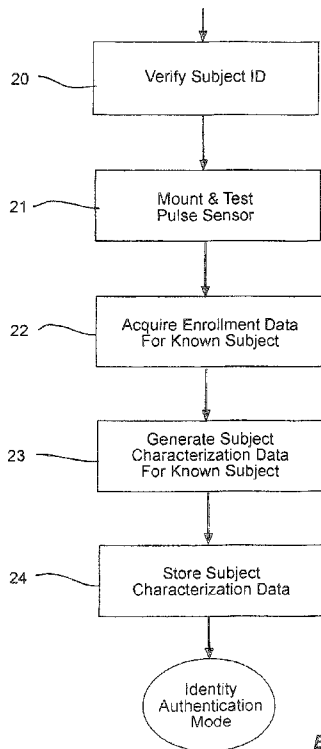 20
Verify Subject ID
21
Mount & Test
Pulse Sensor
22
Acquire Enrollment Data
For Known Subject
23
Generate Subject
Characterization Data
For Known Subject
24
Store Subject
Characterization Data
Identity
Authentication
Mode